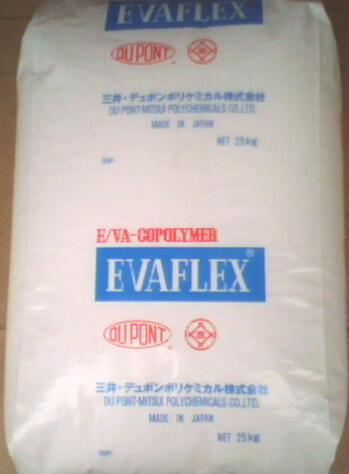 EVAFLEX
DU PONT
三井・デュポンポリケミカル株式会社
DU PONT-MITSUI POLYCHEMICALS CO.,LTD.
MADE IN JAPAN
NET 25kg
E/VA-COPOLYMER
EVAFLEX®
DU PONT
三井・デュポンポリケミカル株式会社
DU PONT-MITSUI POLYCHEMICALS CO.,LTD.
MADE IN JAPAN
NET 25kg